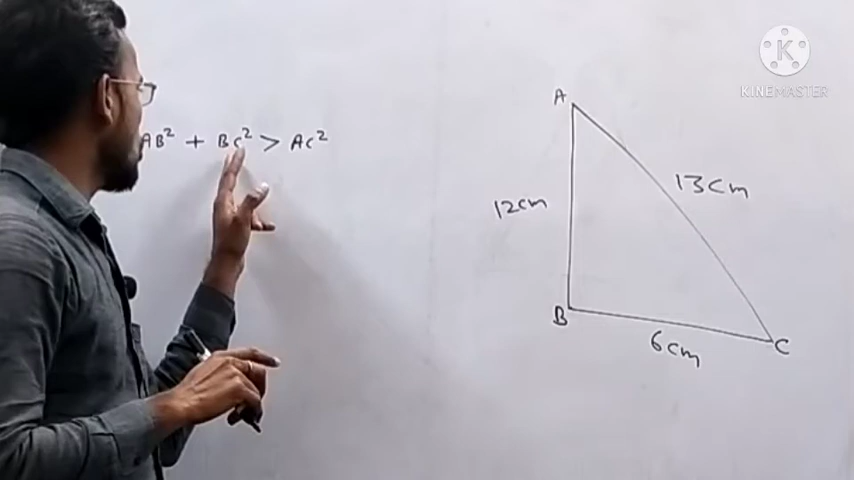 AB² + BC² > AC²
A
12cm
13cm
B
6cm
C
K
KINEMASTER